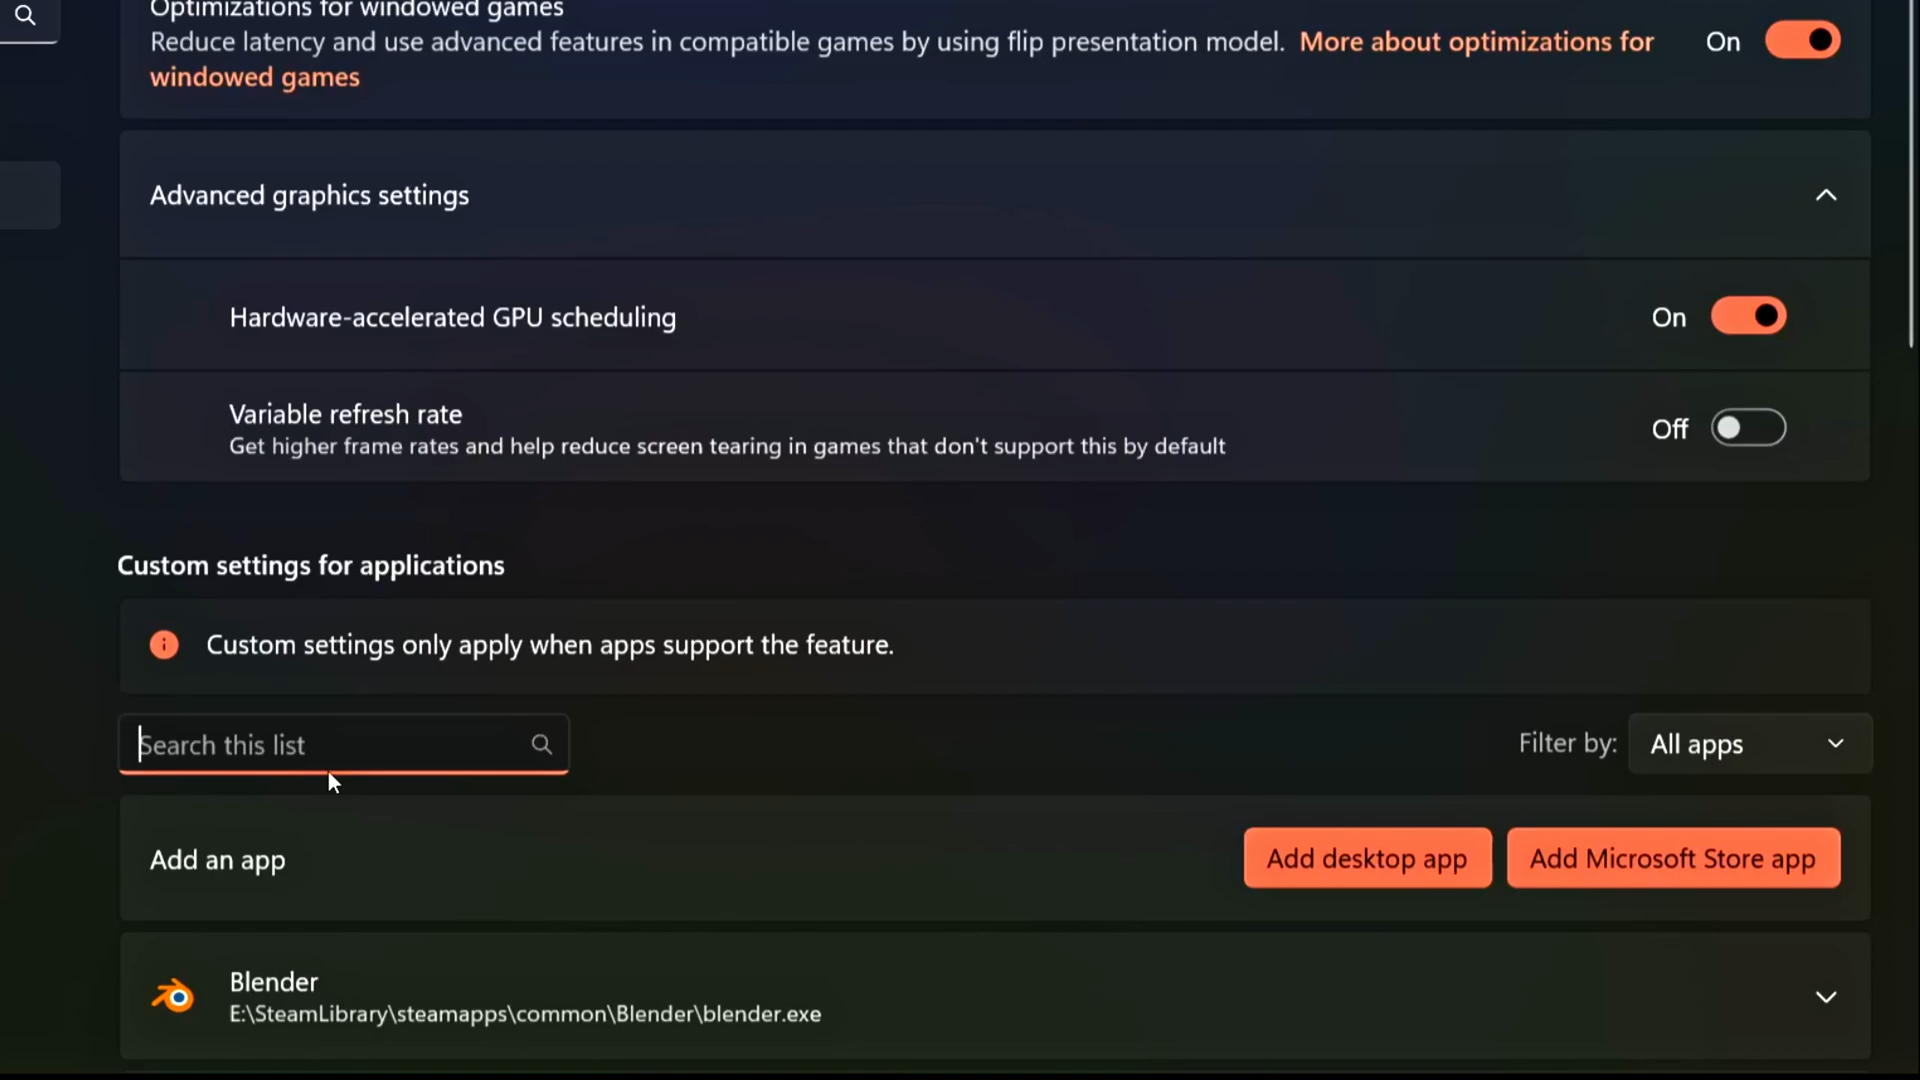 Optimizations for windowed games
Reduce latency and use advanced features in compatible games by using flip presentation model. More about optimizations for
windowed games
On
Advanced graphics settings
Hardware-accelerated GPU scheduling
On
Variable refresh rate
Get higher frame rates and help reduce screen tearing in games that don't support this by default
Off
Custom settings for applications
Custom settings only apply when apps support the feature.
Search this list
Filter by:
All apps
Add an app
Add desktop app
Add Microsoft Store app
Blender
E:\SteamLibrary\steamapps\common\Blender\blender.exe